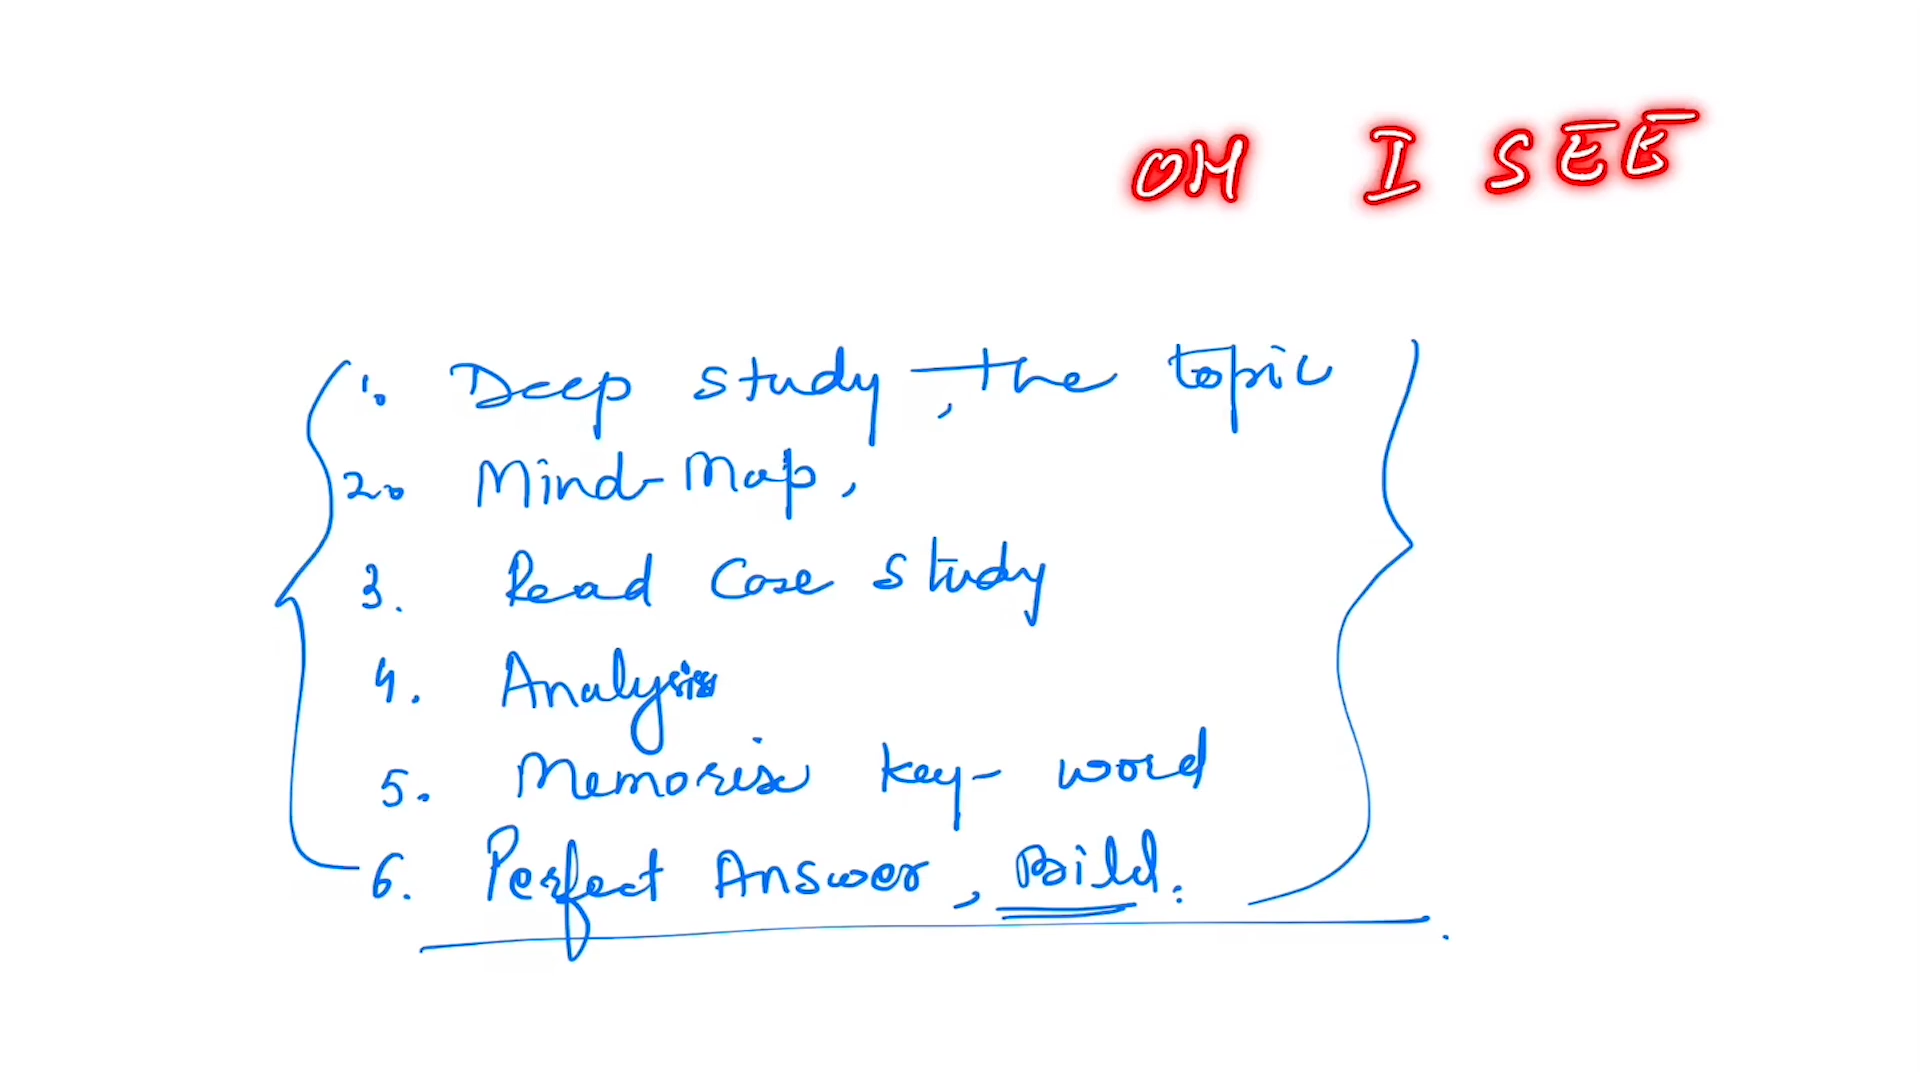 OH I SEE
1. Deep study, the topic
2. Mind-Map,
3. Read Case study
4. Analysis
5. Memorise key-word
6. Perfect Answer, Bild.